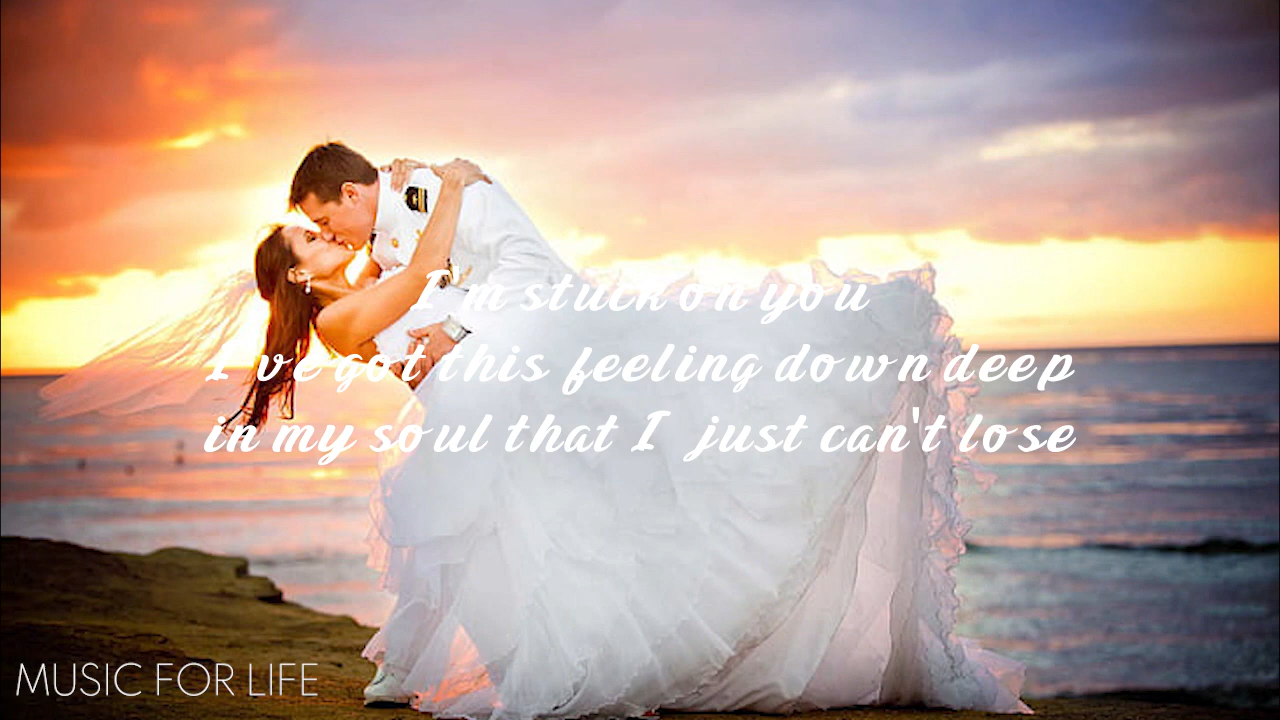 I'm stuck on you
I've got this feeling down deep
in my soul that I just can't lose
MUSIC FOR LIFE